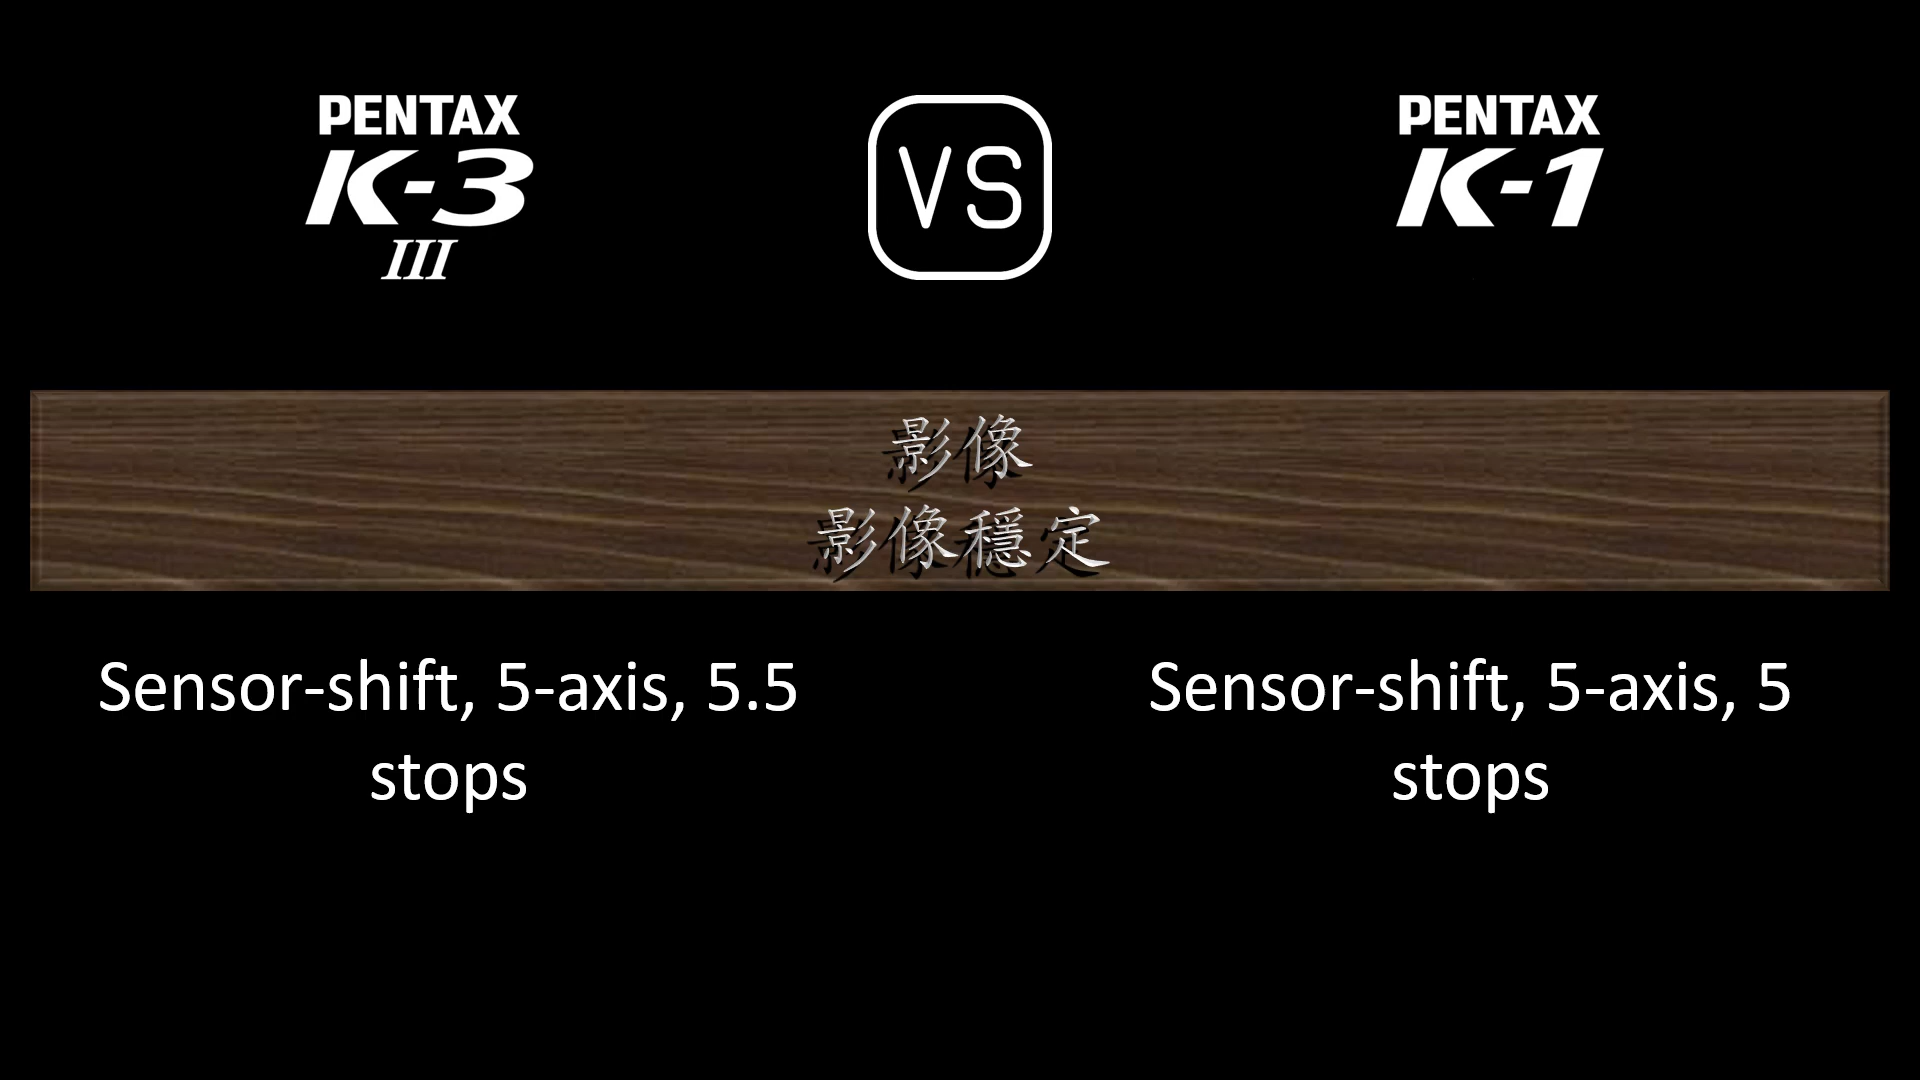 PENTAX
K-3
III
VS
PENTAX
K-1
影像
影像穩定
Sensor-shift, 5-axis, 5.5
stops
Sensor-shift, 5-axis, 5
stops